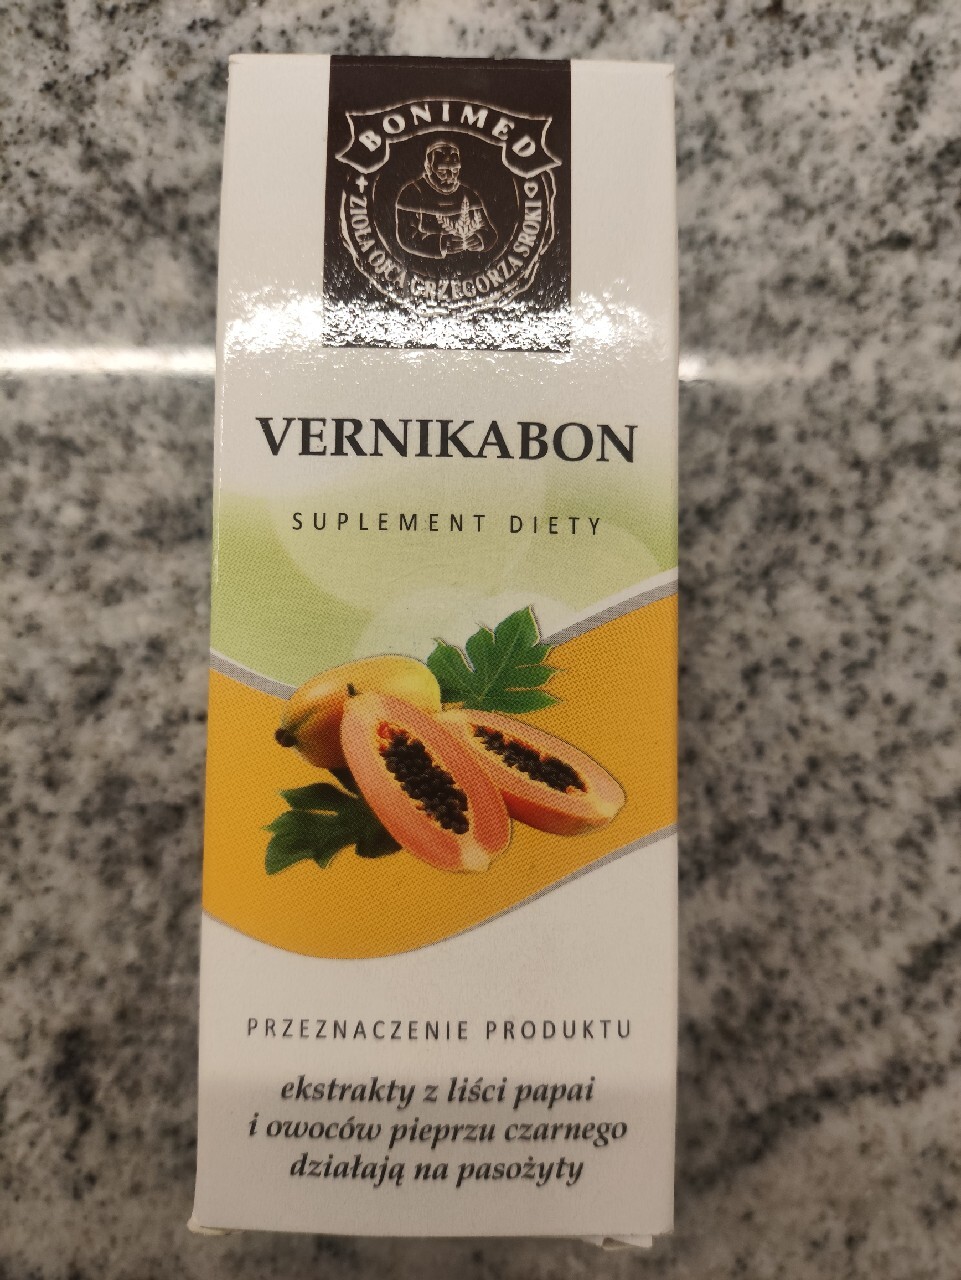 BONIMED
ZIOŁA OJCA GRZEGORZA SROKI
VERNIKABON
SUPLEMENT DIETY
PRZEZNACZENIE PRODUKTU
ekstrakty z liści papai
i owoców pieprzu czarnego
działają na pasożyty